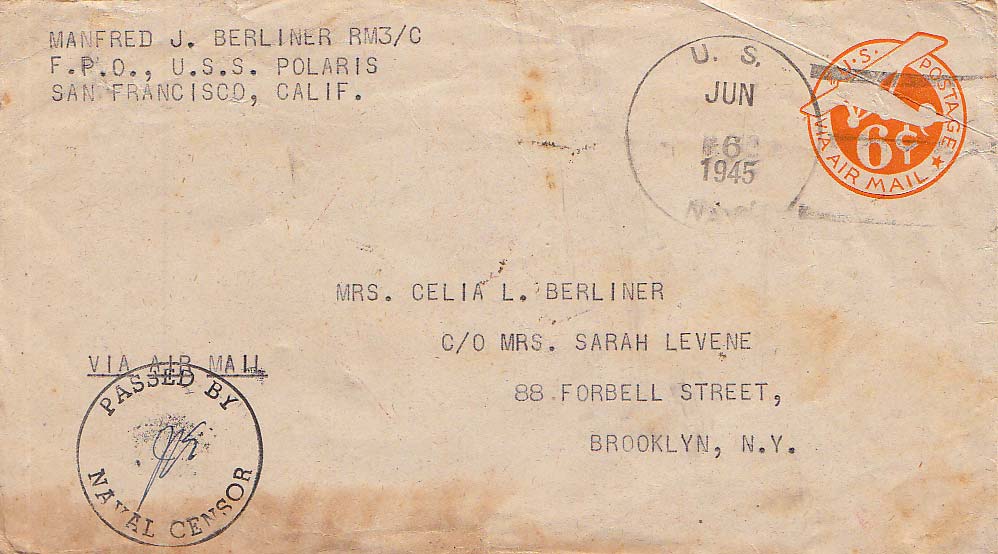 MANFRED J. BERLINER RM3/C
F.P.O., U.S.S. POLARIS
SAN FRANCISCO, CALIF.
U. S.
JUN
6
1945
U.S. POSTAGE
6¢
VIA AIR MAIL
MRS. CELIA L. BERLINER
C/O MRS. SARAH LEVENE
88 FORBELL STREET,
BROOKLYN, N.Y.
VIA AIR MAIL
PASSED BY
NAVAL CENSOR